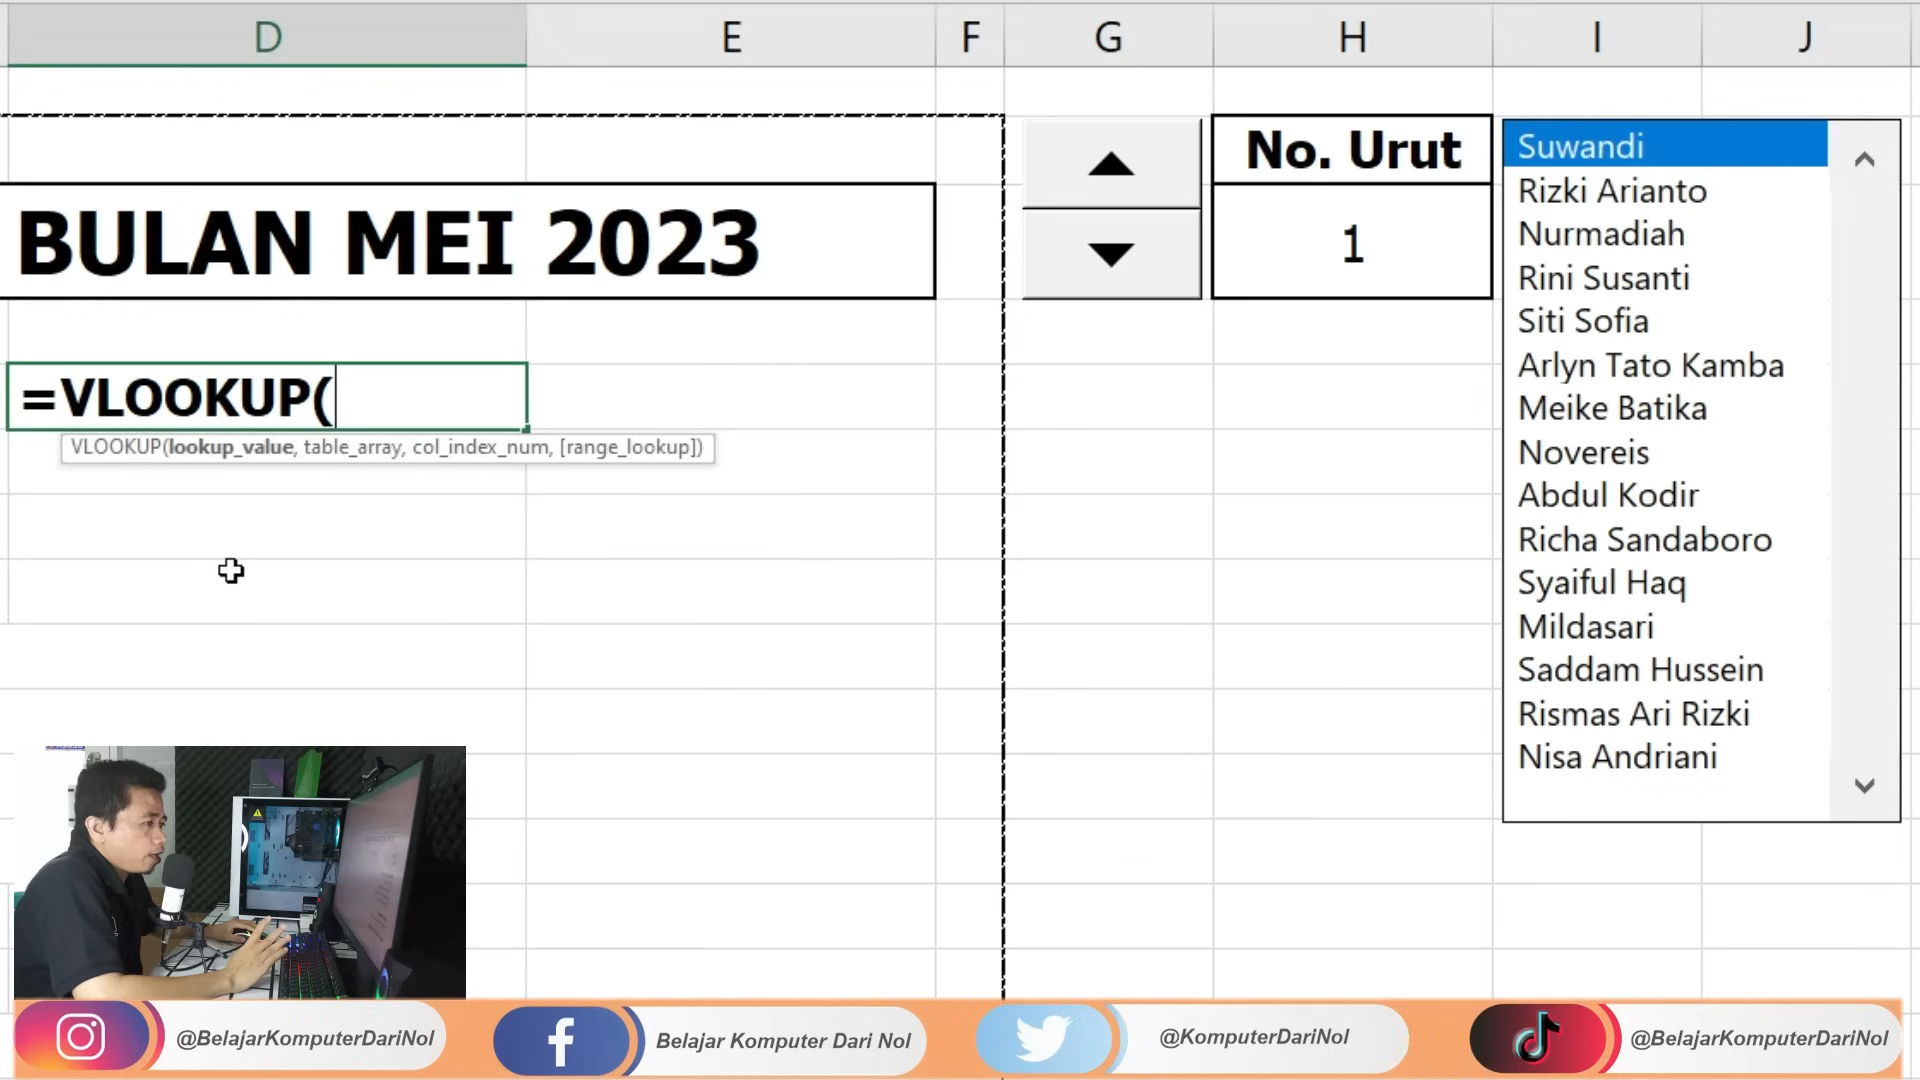 D E F G H I J
No. Urut
BULAN MEI 2023
1
=VLOOKUP(
VLOOKUP(lookup_value, table_array, col_index_num, [range_lookup])
Suwandi
Rizki Arianto
Nurmadiah
Rini Susanti
Siti Sofia
Arlyn Tato Kamba
Meike Batika
Novereis
Abdul Kodir
Richa Sandaboro
Syaiful Haq
Mildasari
Saddam Hussein
Rismas Ari Rizki
Nisa Andriani
@BelajarKomputerDariNol
Belajar Komputer Dari Nol
@KomputerDariNol
@BelajarKomputerDariNol